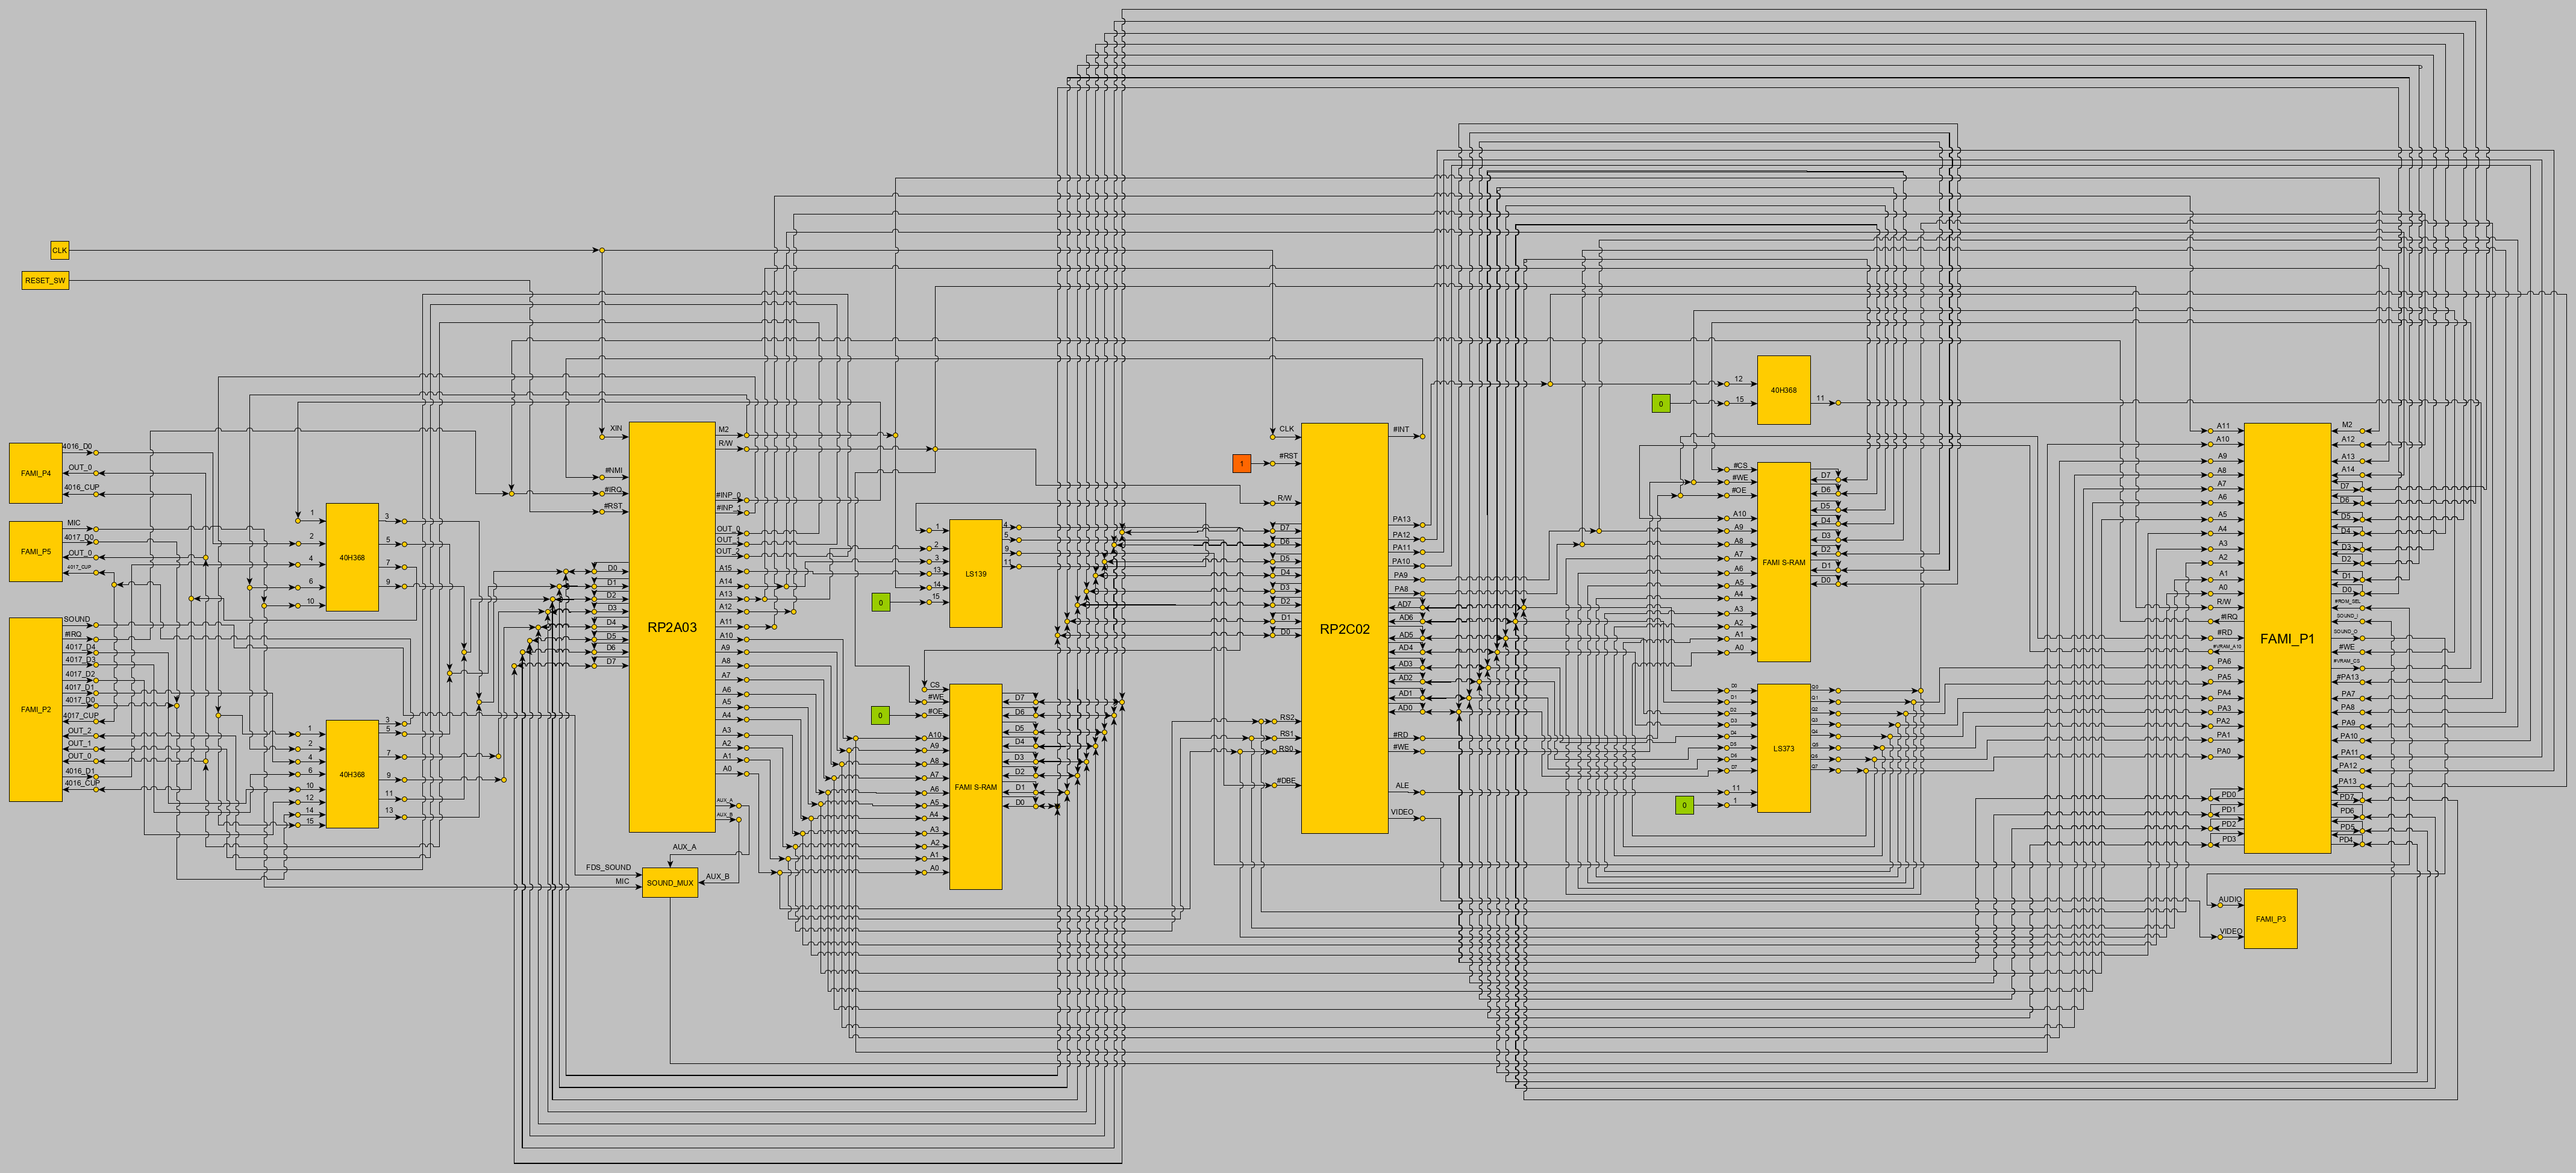 CLK
RESET_SW
FAMI_P4
4016_D0
OUT_0
4016_CUP
FAMI_P5
MIC
4017_D0
OUT_0
4017_CUP
FAMI_P2
SOUND
#IRQ
4017_D4
4017_D3
4017_D2
4017_D1
4017_D0
4017_CUP
OUT_2
OUT_1
OUT_0
4016_D1
4016_CUP
40H368
1
2
4
6
10
3
5
7
9
40H368
1
2
4
6
10
12
14
15
3
5
7
9
11
13
RP2A03
XIN
#NMI
#IRQ
#RST
D0
D1
D2
D3
D4
D5
D6
D7
M2
R/W
#INP_0
#INP_1
OUT_0
OUT_1
OUT_2
A15
A14
A13
A12
A11
A10
A9
A8
A7
A6
A5
A4
A3
A2
A1
A0
AUX_A
AUX_B
SOUND_MUX
AUX_A
AUX_B
FDS_SOUND
MIC
LS139
1
2
3
13
14
15
4
5
9
11
0
FAMI S-RAM
CS
#WE
#OE
0
A10
A9
A8
A7
A6
A5
A4
A3
A2
A1
A0
D7
D6
D5
D4
D3
D2
D1
D0
RP2C02
CLK
#RST
1
R/W
D7
D6
D5
D4
D3
D2
D1
D0
RS2
RS1
RS0
#DBE
#INT
PA13
PA12
PA11
PA10
PA9
PA8
AD7
AD6
AD5
AD4
AD3
AD2
AD1
AD0
#RD
#WE
ALE
VIDEO
40H368
12
15
11
0
FAMI S-RAM
#CS
#WE
#OE
A10
A9
A8
A7
A6
A5
A4
A3
A2
A1
A0
D7
D6
D5
D4
D3
D2
D1
D0
LS373
D0
D1
D2
D3
D4
D5
D6
D7
11
1
0
Q0
Q1
Q2
Q3
Q4
Q5
Q6
Q7
FAMI_P1
A11
A10
A9
A8
A7
A6
A5
A4
A3
A2
A1
A0
R/W
#IRQ
#RD
#VRAM_A10
PA6
PA5
PA4
PA3
PA2
PA1
PA0
PD0
PD1
PD2
PD3
M2
A12
A13
A14
D7
D6
D5
D4
D3
D2
D1
D0
#ROM_SEL
SOUND_I
SOUND_O
#WE
#VRAM_CS
#PA13
PA7
PA8
PA9
PA10
PA11
PA12
PA13
PD7
PD6
PD5
PD4
FAMI_P3
AUDIO
VIDEO